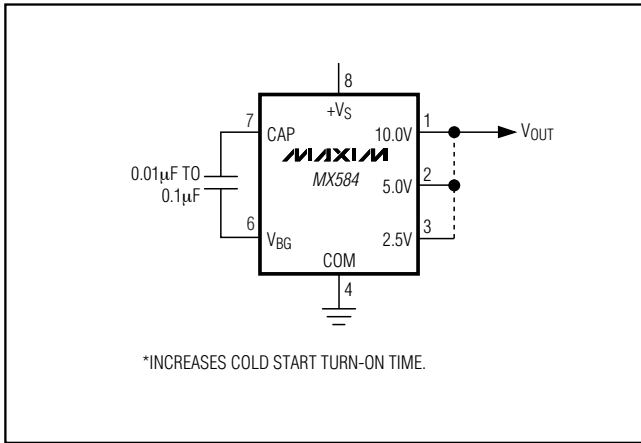 8
+VS
7
CAP
10.0V
1
VOUT
MAXIM
MX584
0.01μF TO
0.1μF
5.0V
2
6
VBG
2.5V
3
COM
4
*INCREASES COLD START TURN-ON TIME.